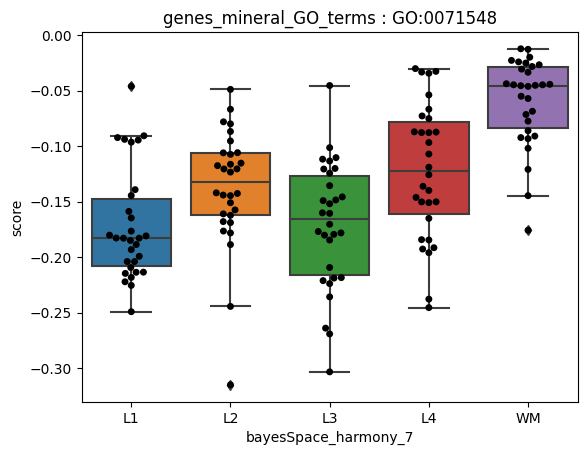 genes_mineral_GO_terms : GO:0071548
0.00
−0.05
−0.10
−0.15
−0.20
−0.25
−0.30
score
L1 L2 L3 L4 WM
bayesSpace_harmony_7